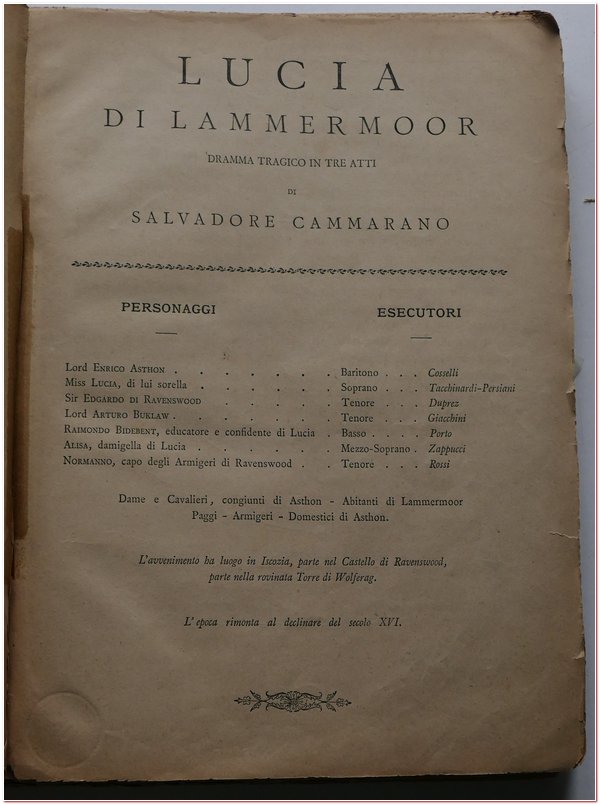 LUCIA
DI LAMMERMOOR
DRAMMA TRAGICO IN TRE ATTI
DI
SALVADORE CAMMARANO
PERSONAGGI ESECUTORI
Lord ENRICO ASTHON . . . . . . . Baritono . . . Cosselli
Miss LUCIA, di lui sorella . . . . . . Soprano . . . Tacchinardi-Persiani
Sir EDGARDO DI RAVENSWOOD . . . . . Tenore . . . Duprez
Lord ARTURO BUKLAW . . . . . . . Tenore . . . Giacchini
RAIMONDO BIDEBENT, educatore e confidente di Lucia . Basso . . . . Porto
ALISA, damigella di Lucia . . . . . . Mezzo-Soprano . Zappucci
NORMANNO, capo degli Armigeri di Ravenswood . . Tenore . . . Rossi
Dame e Cavalieri, congiunti di Asthon - Abitanti di Lammermoor
Paggi - Armigeri - Domestici di Asthon.
L'avvenimento ha luogo in Iscozia, parte nel Castello di Ravenswood,
parte nella rovinata Torre di Wolferag.
L'epoca rimonta al declinare del secolo XVI.